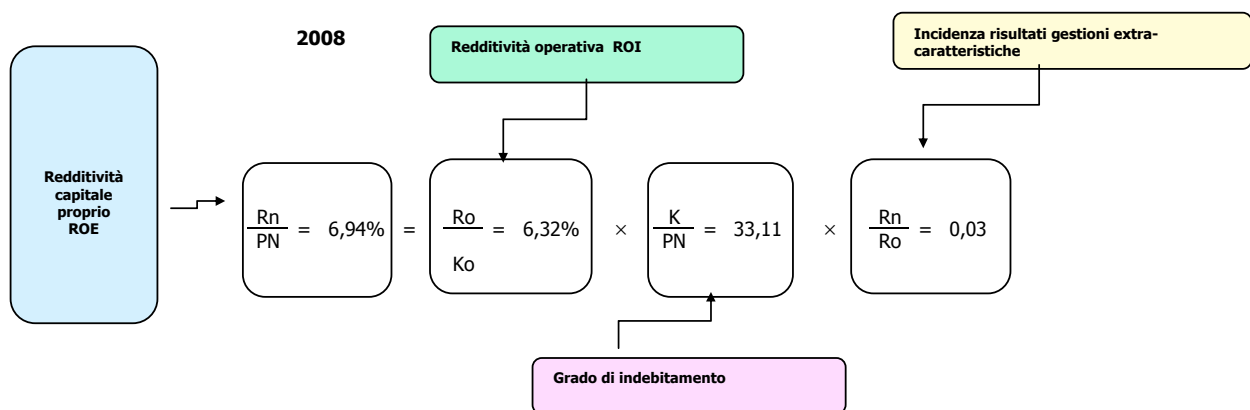 2008
Redditività operativa ROI
Incidenza risultati gestioni extra-
caratteristiche
Redditività
capitale
proprio
ROE
Rn
PN
= 6,94% =
Ro
Ko
= 6,32%
×
K
PN
= 33,11
×
Rn
Ro
= 0,03
Grado di indebitamento